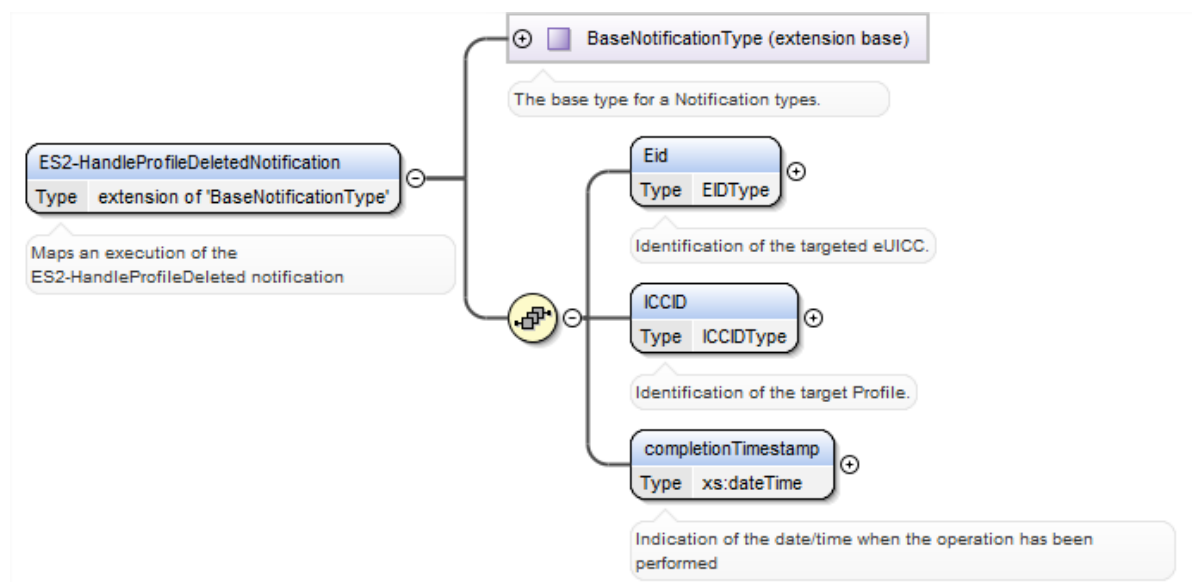 BaseNotificationType (extension base)
The base type for a Notification types.
ES2-HandleProfileDeletedNotification
Type extension of 'BaseNotificationType'
Maps an execution of the
ES2-HandleProfileDeleted notification
Eid
Type EIDType
Identification of the targeted eUICC.
ICCID
Type ICCIDType
Identification of the target Profile.
completionTimestamp
Type xs:dateTime
Indication of the date/time when the operation has been
performed